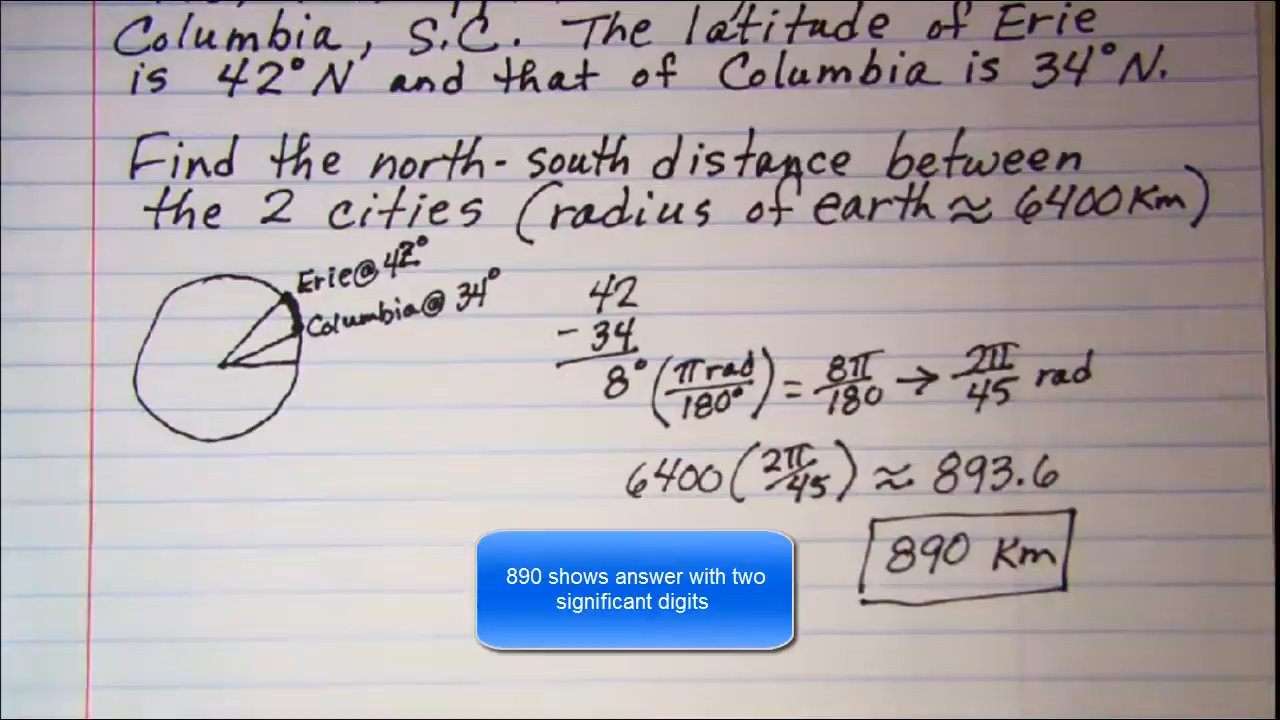 Columbia, S.C. The latitude of Erie
is 42° N and that of Columbia is 34° N.
Find the north-south distance between
the 2 cities (radius of earth ≈ 6400 Km)
Erie @ 42°
Columbia @ 34°
42
- 34
8° (π rad / 180°) = 8π / 180 → 2π / 45 rad
6400 (2π / 45) ≈ 893.6
890 Km
890 shows answer with two
significant digits